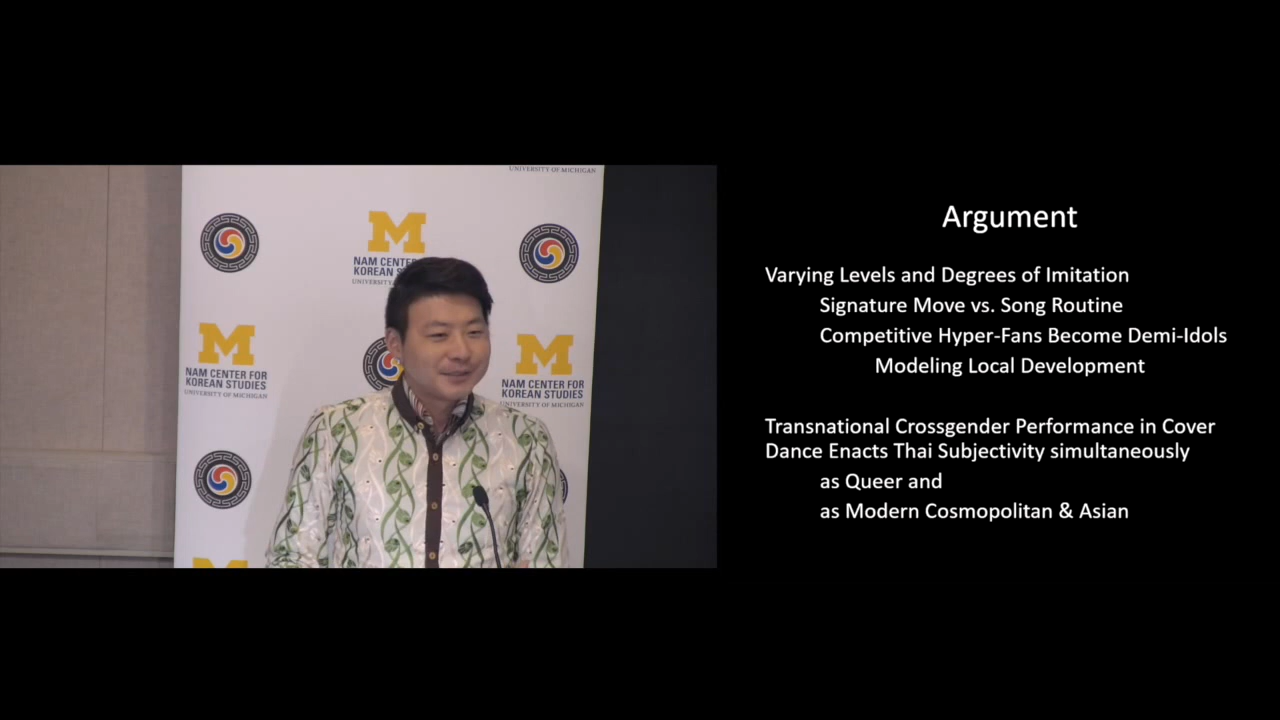 UNIVERSITY OF MICHIGAN
M
NAM CENTER
KOREAN
UNIVERSITY OF
M
NAM CENTER FOR
KOREAN STUDIES
UNIVERSITY OF MICHIGAN
M
NAM CENTER FOR
KOREAN STUDIES
UNIVERSITY OF MICHIGAN
Argument
Varying Levels and Degrees of Imitation
Signature Move vs. Song Routine
Competitive Hyper-Fans Become Demi-Idols
Modeling Local Development
Transnational Crossgender Performance in Cover
Dance Enacts Thai Subjectivity simultaneously
as Queer and
as Modern Cosmopolitan & Asian